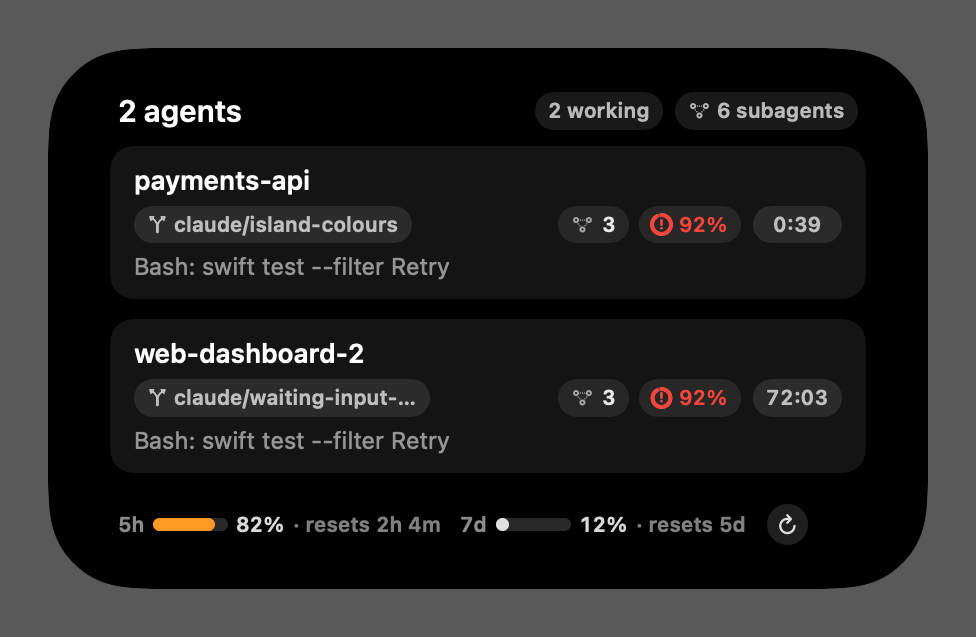 2 agents 2 working 6 subagents
payments-api
claude/island-colours 3 92% 0:39
Bash: swift test --filter Retry
web-dashboard-2
claude/waiting-input-... 3 92% 72:03
Bash: swift test --filter Retry
5h 82% · resets 2h 4m 7d 12% · resets 5d